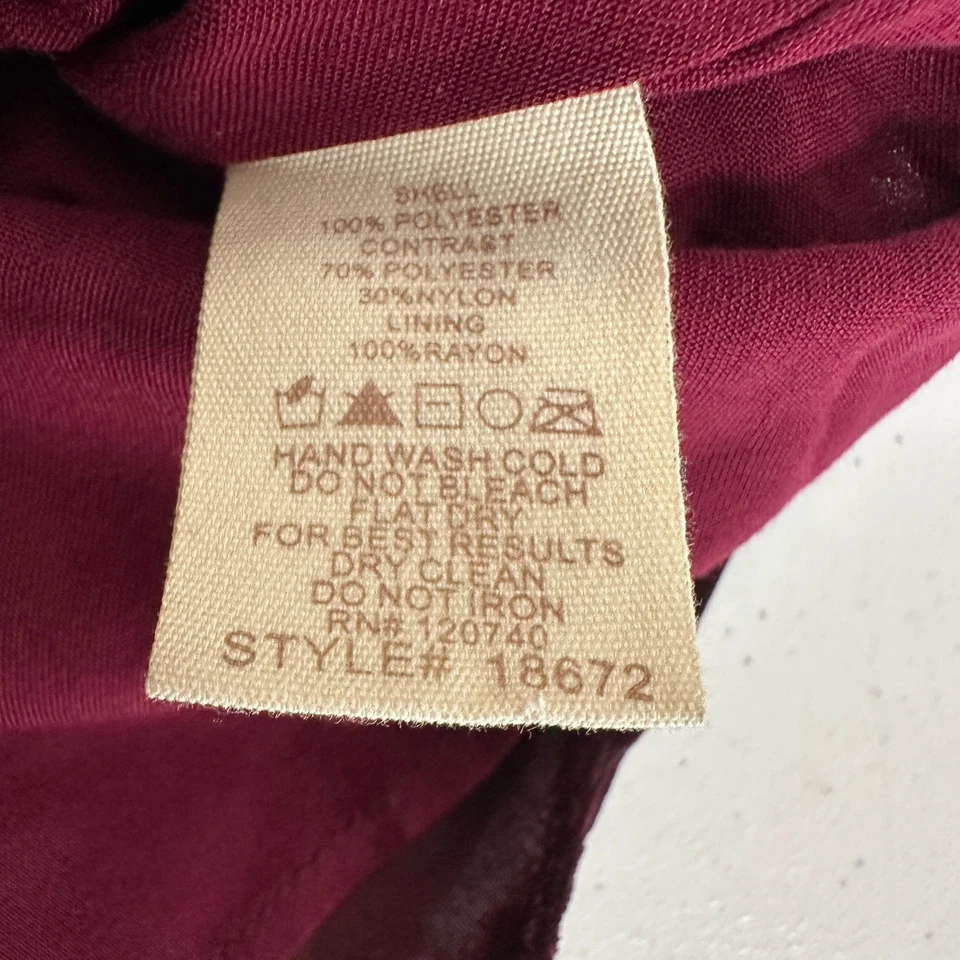 SHELL
100% POLYESTER
CONTRAST
70% POLYESTER
30%NYLON
LINING
100%RAYON
HAND WASH COLD
DO NOT BLEACH
FLAT DRY
FOR BEST RESULTS
DRY CLEAN
DO NOT IRON
RN# 120740
STYLE# 18672